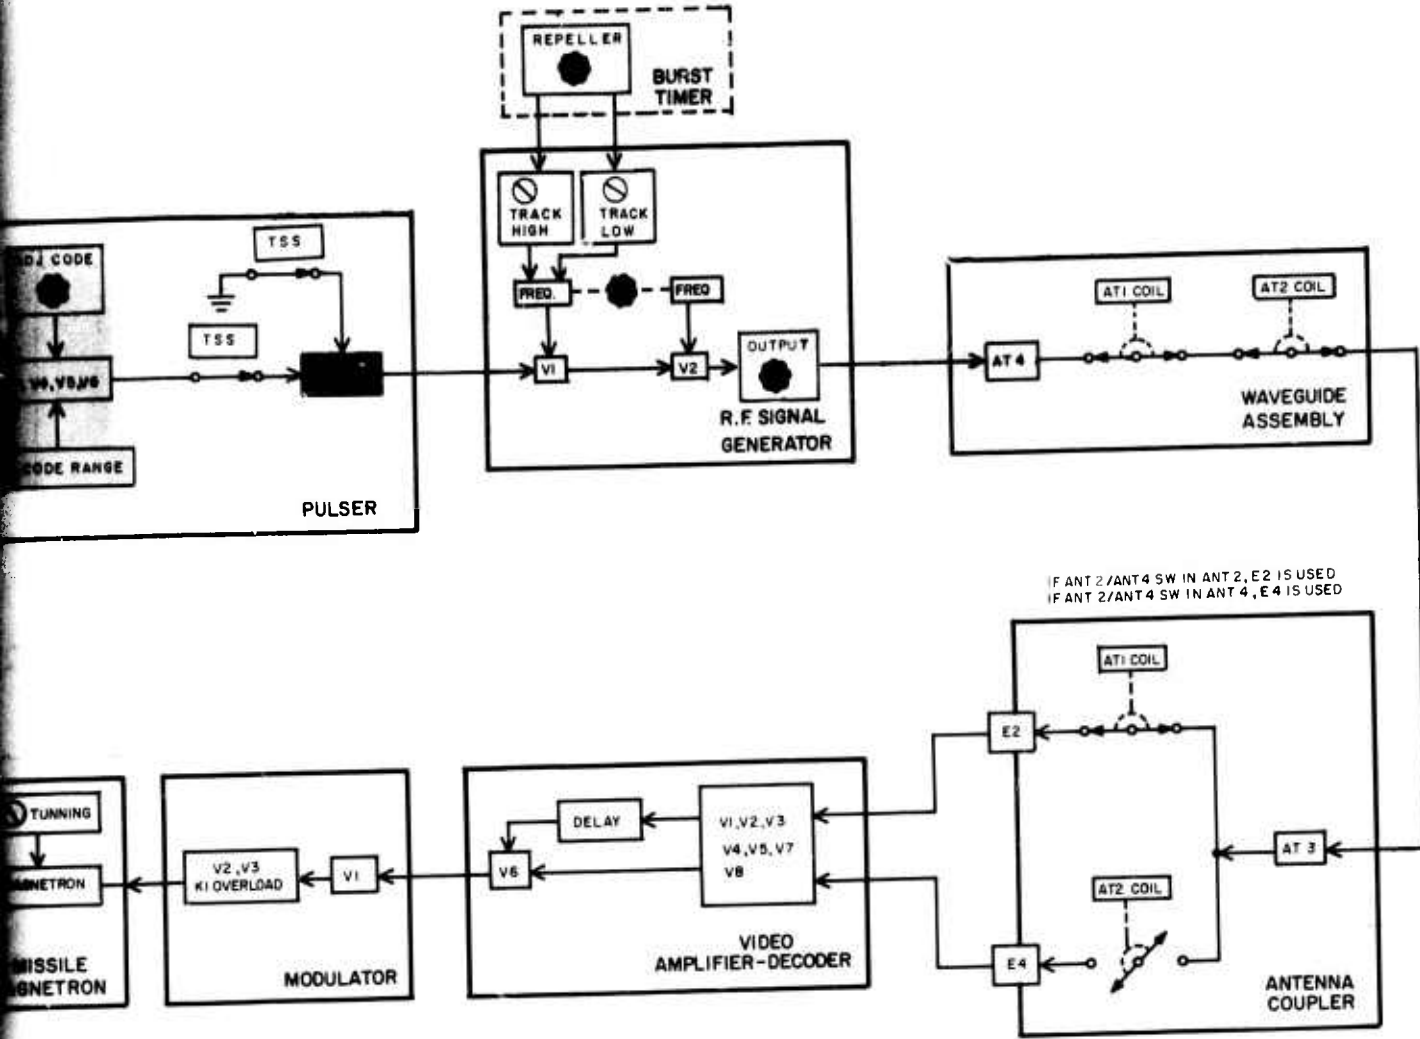 REPELLER
BURST
TIMER
TRACK
HIGH
TRACK
LOW
FREQ.
FREQ
V1
V2
OUTPUT
R.F. SIGNAL
GENERATOR
CODE
TSS
TSS
CODE RANGE
PULSER
AT 4
AT1 COIL
AT2 COIL
WAVEGUIDE
ASSEMBLY
IF ANT 2/ANT4 SW IN ANT 2, E2 IS USED
IF ANT 2/ANT4 SW IN ANT 4, E4 IS USED
AT1 COIL
E2
AT 3
AT2 COIL
E4
ANTENNA
COUPLER
V1,V2,V3
V4,V5,V7
V8
DELAY
V6
VIDEO
AMPLIFIER-DECODER
V1
V2,V3
K1 OVERLOAD
MODULATOR
TUNNING
MISSILE